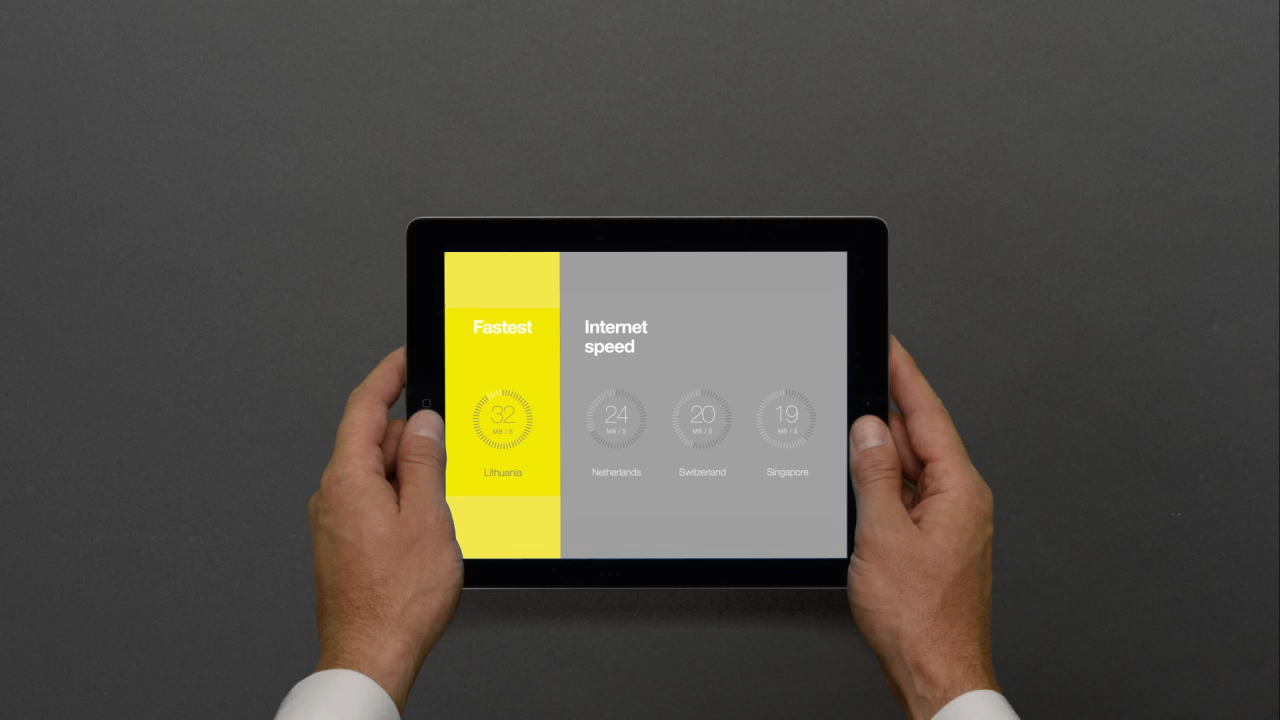 Fastest
Internet
speed
32
MB / S
Lithuania
24
MB / S
Netherlands
20
MB / S
Switzerland
19
MB / S
Singapore